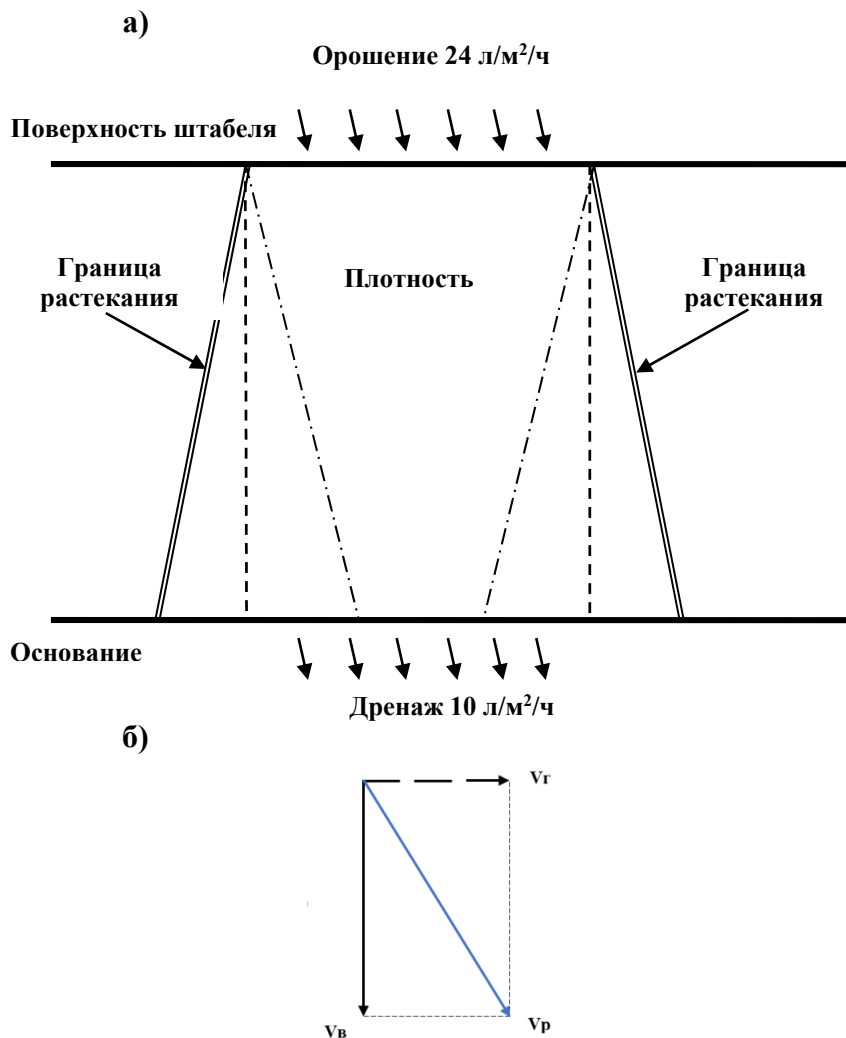 а)
Орошение 24 л/м²/ч
Поверхность штабеля
Граница
растекания
Плотность
Граница
растекания
Основание
Дренаж 10 л/м²/ч
б)
Vг
Vв
Vр